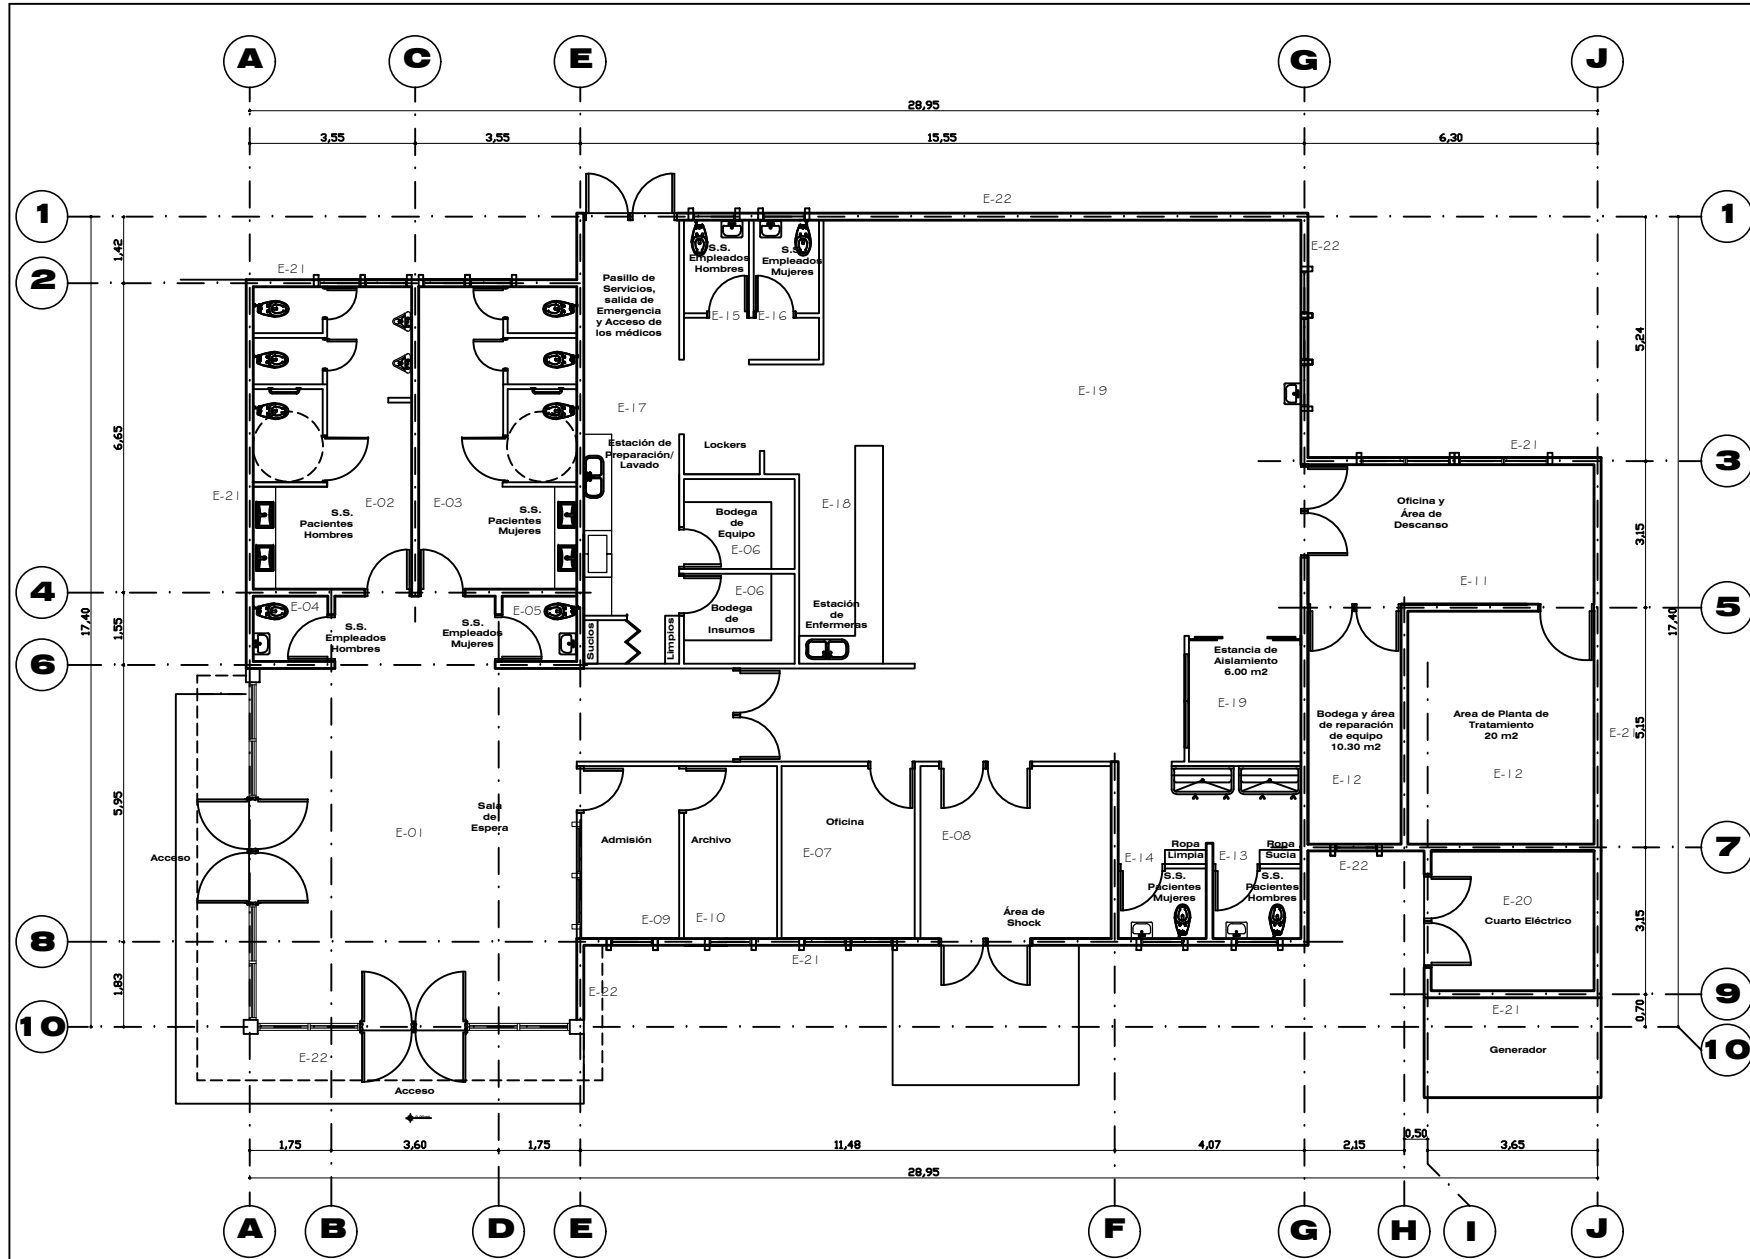 A C E G J
28,95
3,55 3,55 15,55 6,30
1 1
E-22
1,42
E-22
2
E-21
S.S.
Empleados
Hombres
S.S.
Empleados
Mujeres
Pasillo de
Servicios,
salida de
Emergencia
y Acceso de
los médicos
E-15 E-16
5,24
E-19
E-17
6,65
Estación de
Preparación/
Lavado
Lockers
E-21
3
E-21
E-02 E-03
S.S.
Pacientes
Hombres
S.S.
Pacientes
Mujeres
E-18
Bodega
de
Equipo
E-06
Oficina y
Área de
Descanso
3,15
4
E-11
E-04 E-05
E-06
Bodega
de
Insumos
Estación
de
Enfermeras
5
17,40
1,55
S.S.
Empleados
Hombres
S.S.
Empleados
Mujeres
Sucios
Limpios
17,40
6
Estancia de
Aislamiento
6.00 m2
E-19
Bodega y área
de reparación
de equipo
10.30 m2
E-12
Area de Planta de
Tratamiento
20 m2
E-12
E-21
5,15
5,95
Sala
de
Espera
E-01
Acceso
Admisión
Archivo
Oficina
E-07
E-08
E-09
E-10
E-14
Ropa
Limpia
S.S.
Pacientes
Mujeres
E-13
Ropa
Sucia
S.S.
Pacientes
Hombres
7
E-22
E-20
Cuarto Eléctrico
3,15
Área de
Shock
8
E-21
1,83
E-22
9
E-21
0,70
10
E-22
Generador
10
Acceso
1,75 3,60 1,75 11,48 4,07 2,15 0,50 3,65
28,95
A B D E F G H I J